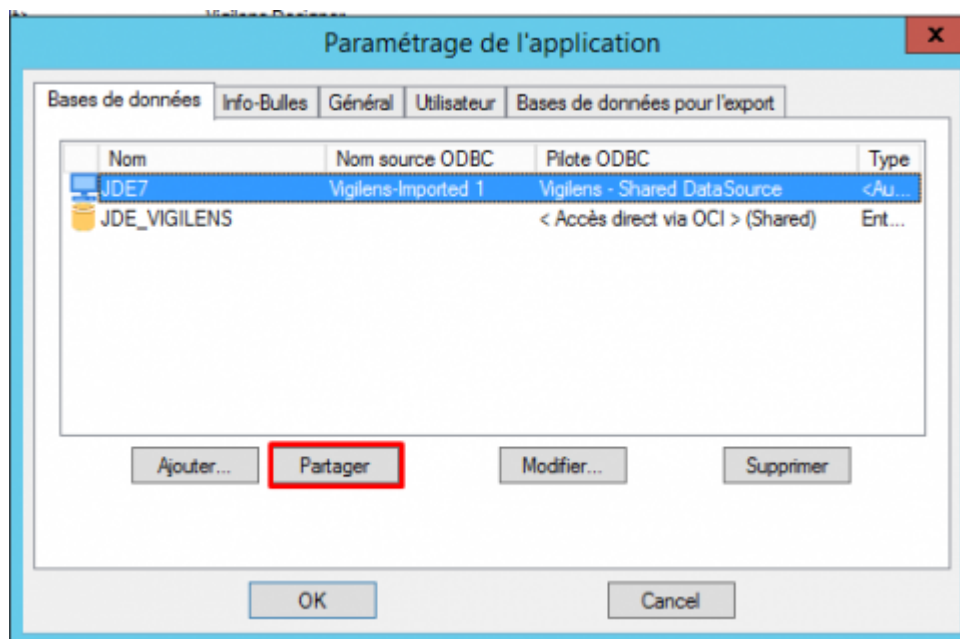 Vigilens Designer
Paramétrage de l'application
x
Bases de données Info-Bulles Général Utilisateur Bases de données pour l'export
Nom Nom source ODBC Pilote ODBC Type
JDE7 Vigilens-Imported 1 Vigilens - Shared DataSource <Au...
JDE_VIGILENS < Accès direct via OCI > (Shared) Ent...
Ajouter... Partager Modifier... Supprimer
OK Cancel